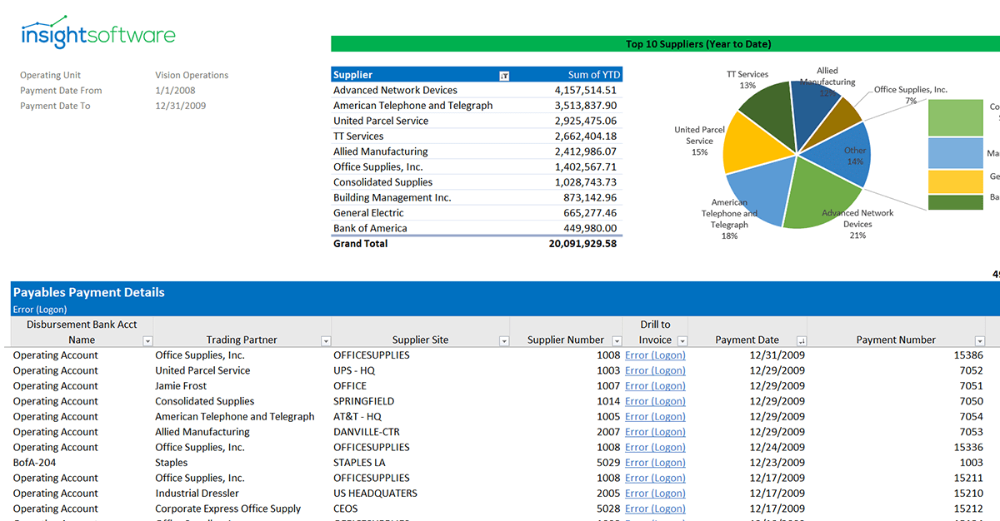 insightsoftware
Top 10 Suppliers (Year to Date)
Operating Unit Vision Operations
Payment Date From 1/1/2008
Payment Date To 12/31/2009
Supplier Sum of YTD
Advanced Network Devices 4,157,514.51
American Telephone and Telegraph 3,513,837.90
United Parcel Service 2,925,475.06
TT Services 2,662,404.18
Allied Manufacturing 2,412,986.07
Office Supplies, Inc. 1,402,567.71
Consolidated Supplies 1,028,743.73
Building Management Inc. 873,142.96
General Electric 665,277.46
Bank of America 449,980.00
Grand Total 20,091,929.58
TT Services
13%
Allied
Manufacturing
12%
Office Supplies, Inc.
7%
United Parcel
Service
15%
Other
14%
American
Telephone and
Telegraph
18%
Advanced Network
Devices
21%
Co
Ma
Ge
Ba
49
Payables Payment Details
Error (Logon)
Disbursement Bank Acct
Name
Trading Partner
Supplier Site
Supplier Number
Drill to
Invoice
Payment Date
Payment Number
Operating Account Office Supplies, Inc. OFFICESUPPLIES 1008 Error (Logon) 12/31/2009 15386
Operating Account United Parcel Service UPS - HQ 1003 Error (Logon) 12/29/2009 7052
Operating Account Jamie Frost OFFICE 1007 Error (Logon) 12/29/2009 7051
Operating Account Consolidated Supplies SPRINGFIELD 1014 Error (Logon) 12/29/2009 7050
Operating Account American Telephone and Telegraph AT&T - HQ 1005 Error (Logon) 12/29/2009 7054
Operating Account Allied Manufacturing DANVILLE-CTR 2007 Error (Logon) 12/29/2009 7053
Operating Account Office Supplies, Inc. OFFICESUPPLIES 1008 Error (Logon) 12/24/2009 15336
BofA-204 Staples STAPLES LA 5029 Error (Logon) 12/23/2009 1003
Operating Account Office Supplies, Inc. OFFICESUPPLIES 1008 Error (Logon) 12/17/2009 15211
Operating Account Industrial Dressler US HEADQUATERS 2005 Error (Logon) 12/17/2009 15210
Operating Account Corporate Express Office Supply CEOS 5028 Error (Logon) 12/17/2009 15212